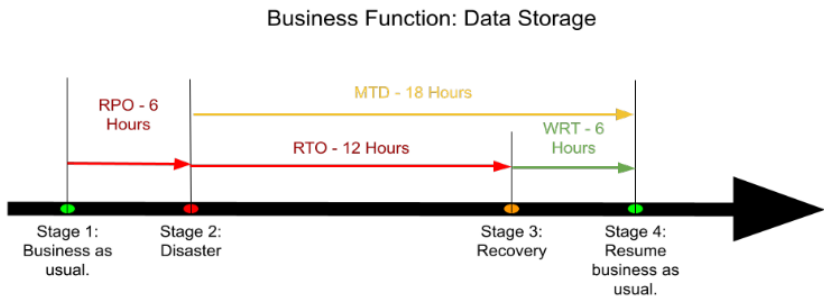 Business Function: Data Storage
RPO - 6
Hours
MTD - 18 Hours
RTO - 12 Hours
WRT - 6
Hours
Stage 1:
Business as
usual.
Stage 2:
Disaster
Stage 3:
Recovery
Stage 4:
Resume
business as
usual.